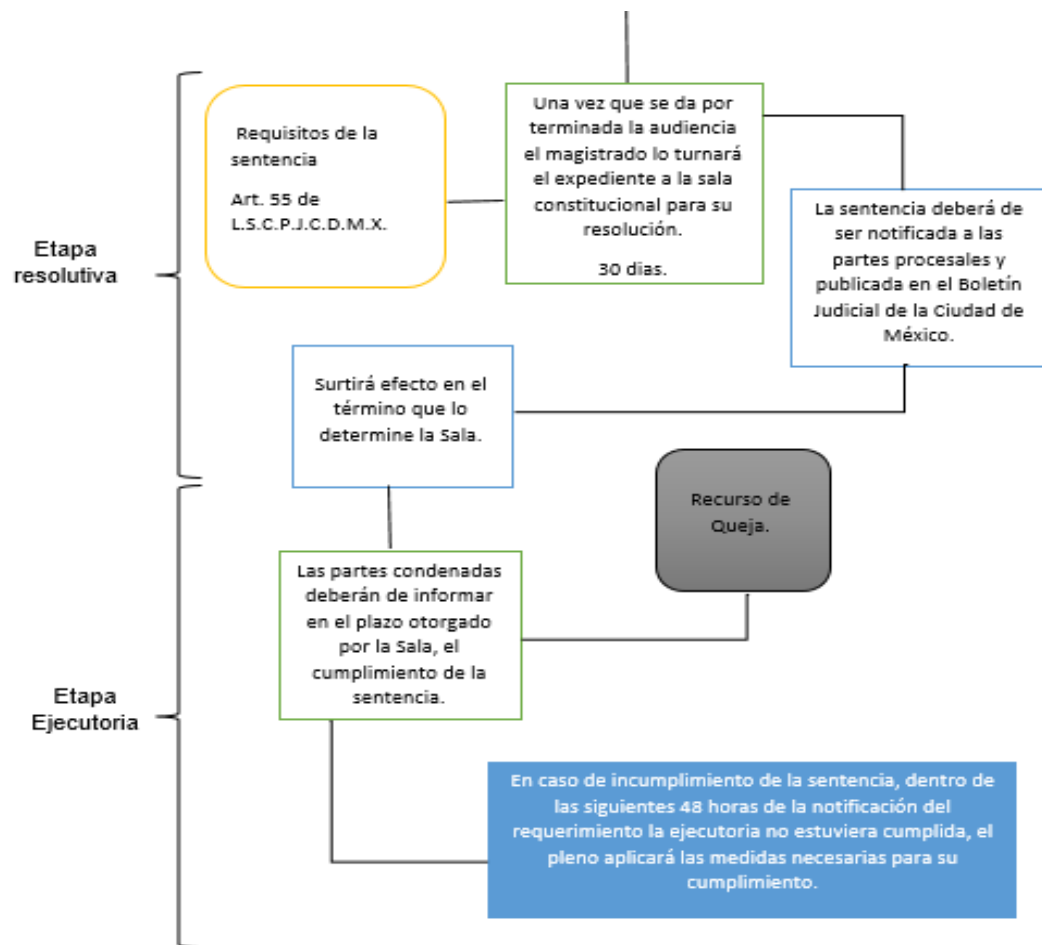 Etapa
resolutiva
Requisitos de la
sentencia
Art. 55 de
L.S.C.P.J.C.D.M.X.
Una vez que se da por
terminada la audiencia
el magistrado lo turnará
el expediente a la sala
constitucional para su
resolución.
30 dias.
La sentencia deberá de
ser notificada a las
partes procesales y
publicada en el Boletín
Judicial de la Ciudad de
México.
Surtirá efecto en el
término que lo
determine la Sala.
Etapa
Ejecutoria
Recurso de
Queja.
Las partes condenadas
deberán de informar
en el plazo otorgado
por la Sala, el
cumplimiento de la
sentencia.
En caso de incumplimiento de la sentencia, dentro de
las siguientes 48 horas de la notificación del
requerimiento la ejecutoria no estuviera cumplida, el
pleno aplicará las medidas necesarias para su
cumplimiento.